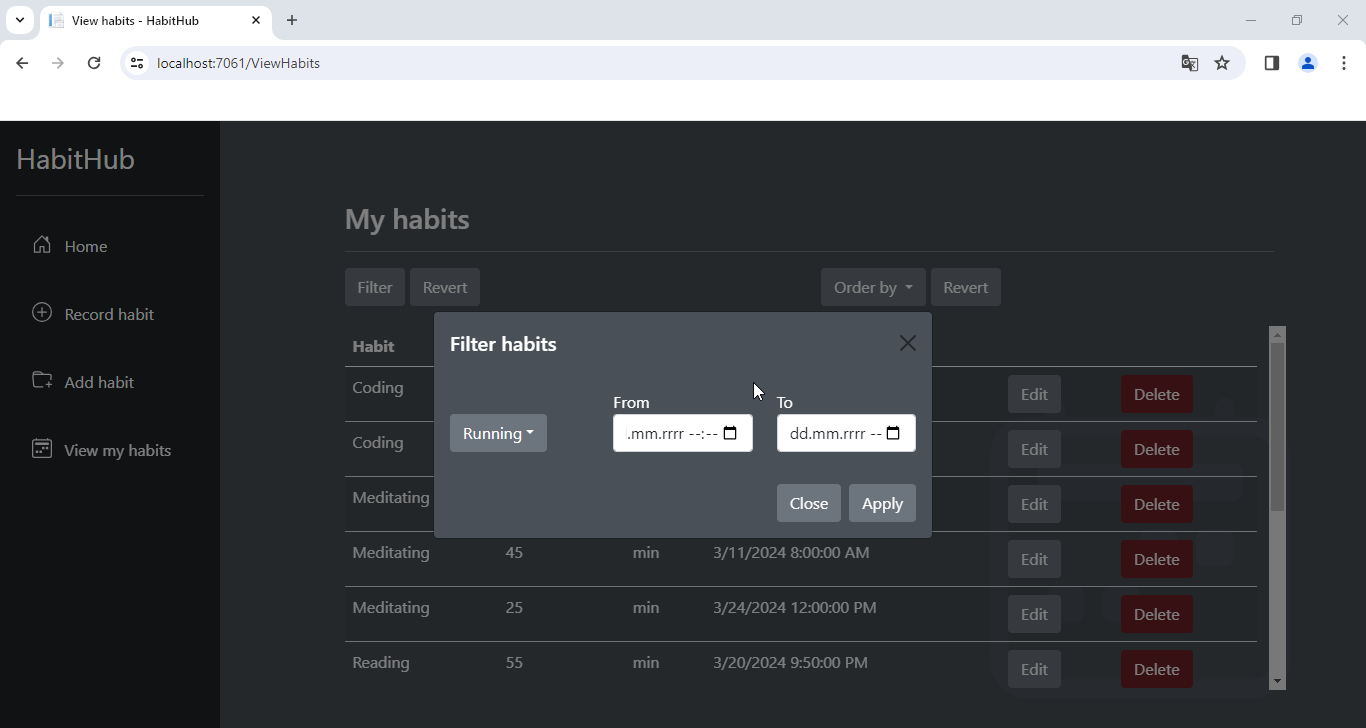 View habits - HabitHub
localhost:7061/ViewHabits
HabitHub
Home
Record habit
Add habit
View my habits
My habits
Filter Revert Order by Revert
Habit
Coding Edit Delete
Coding Edit Delete
Meditating Edit Delete
Meditating 45 min 3/11/2024 8:00:00 AM Edit Delete
Meditating 25 min 3/24/2024 12:00:00 PM Edit Delete
Reading 55 min 3/20/2024 9:50:00 PM Edit Delete
Filter habits
From To
Running .mm.rrrr --:-- dd.mm.rrrr --
Close Apply